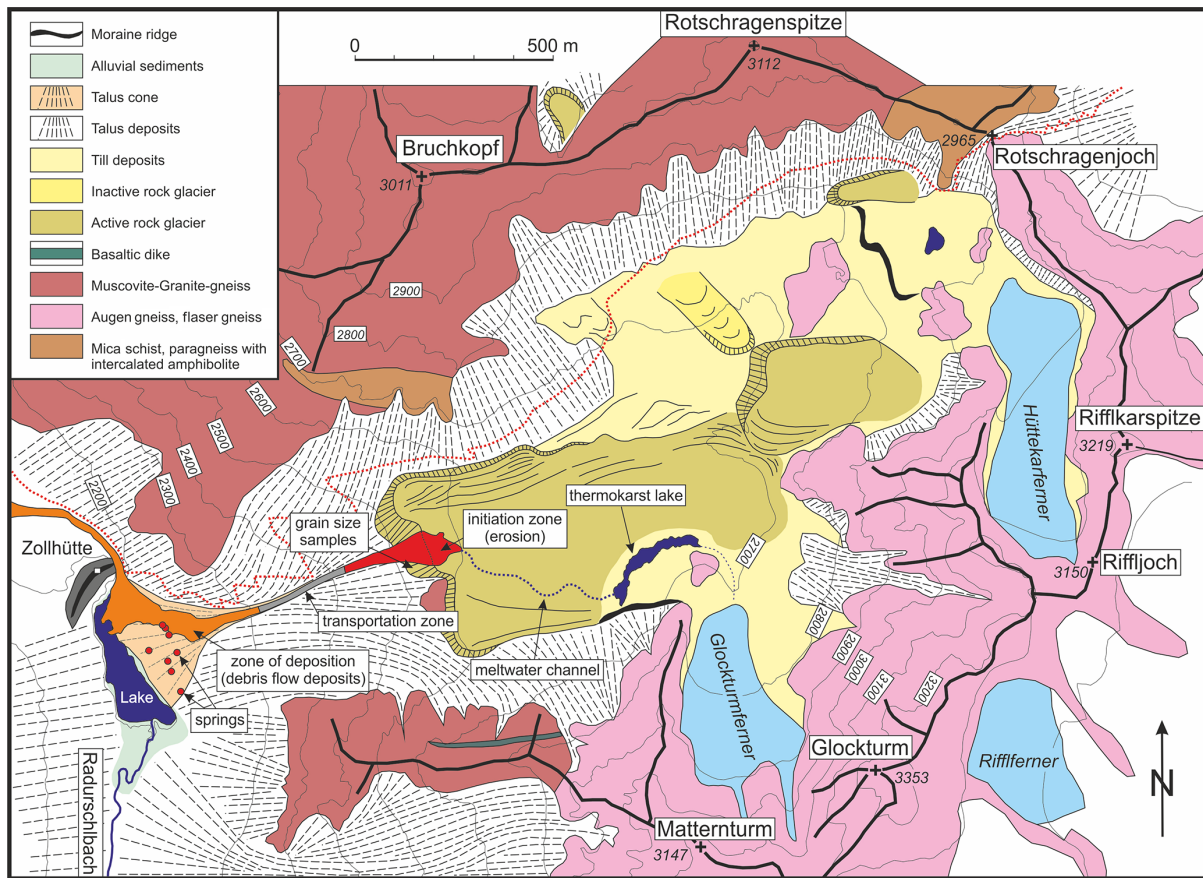 Moraine ridge
Alluvial sediments
Talus cone
Talus deposits
Till deposits
Inactive rock glacier
Active rock glacier
Basaltic dike
Muscovite-Granite-gneiss
Augen gneiss, flaser gneiss
Mica schist, paragneiss with
intercalated amphibolite
0 500 m
Rotschragenspitze
3112
Bruchkopf
3011
2965
Rotschragenjoch
2900
2800
2700
2600
2500
2400
2300
2200
Hüttekarferner
Rifflkarspitze
3219
thermokarst lake
grain size
samples
initiation zone
(erosion)
Zollhütte
2700
Riffljoch
3150
transportation zone
2800
2900
3000
3100
3200
meltwater channel
zone of deposition
(debris flow deposits)
Glockturmferner
Lake
springs
Radurschlbach
Glockturm
3353
Rifflferner
N
Matternturm
3147